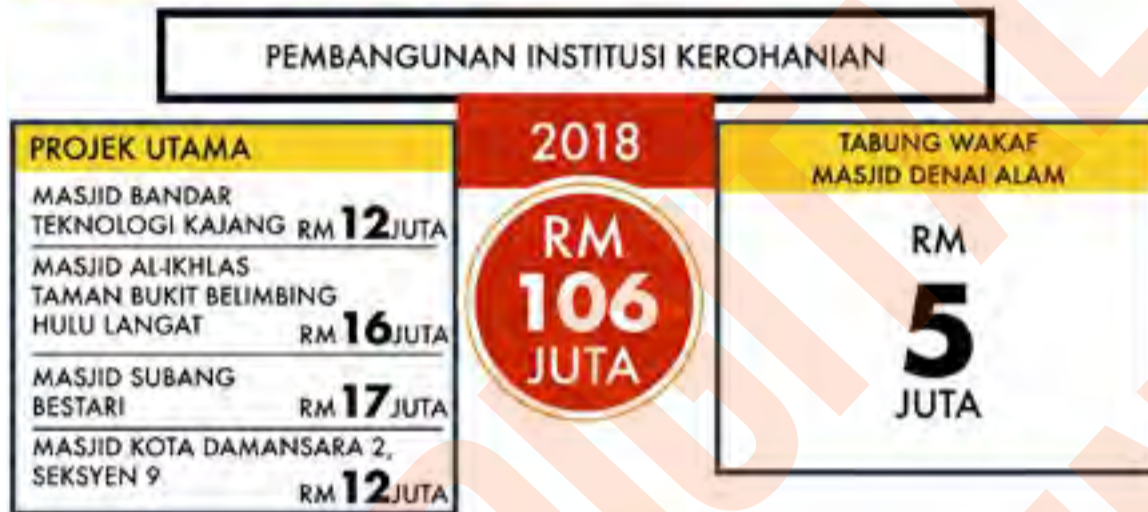 PEMBANGUNAN INSTITUSI KEROHANIAN
PROJEK UTAMA
MASJID BANDAR
TEKNOLOGI KAJANG RM 12 JUTA
MASJID AL-IKHLAS
TAMAN BUKIT BELIMBING
HULU LANGAT RM 16 JUTA
MASJID SUBANG
BESTARI RM 17 JUTA
MASJID KOTA DAMANSARA 2,
SEKSYEN 9 RM 12 JUTA
2018
RM
106
JUTA
TABUNG WAKAF
MASJID DENAI ALAM
RM
5
JUTA